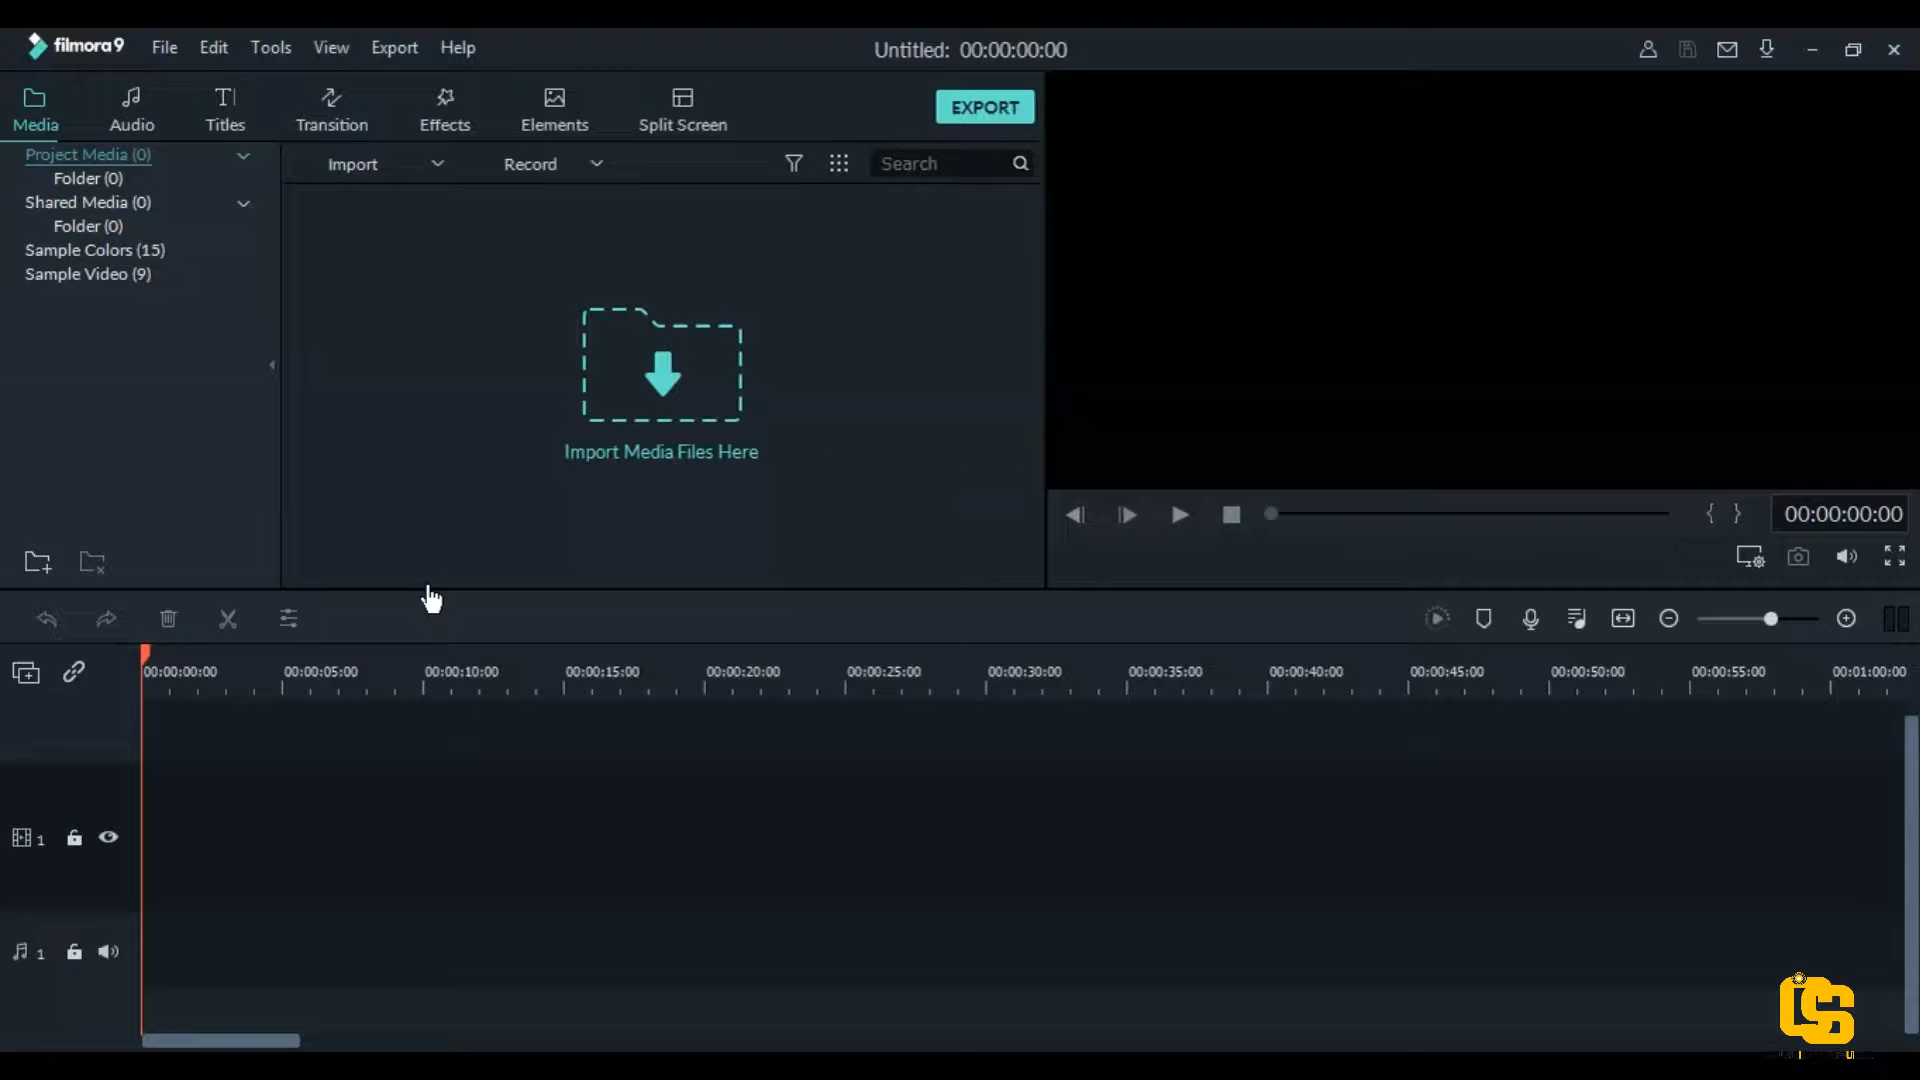 filmora9 File Edit Tools View Export Help
Untitled: 00:00:00:00
Media Audio Titles Transition Effects Elements Split Screen
EXPORT
Project Media (0)
Folder (0)
Shared Media (0)
Folder (0)
Sample Colors (15)
Sample Video (9)
Import Record Search
Import Media Files Here
{ } 00:00:00:00
00:00:00:00 00:00:05:00 00:00:10:00 00:00:15:00 00:00:20:00 00:00:25:00 00:00:30:00 00:00:35:00 00:00:40:00 00:00:45:00 00:00:50:00 00:00:55:00 00:01:00:00
1
1